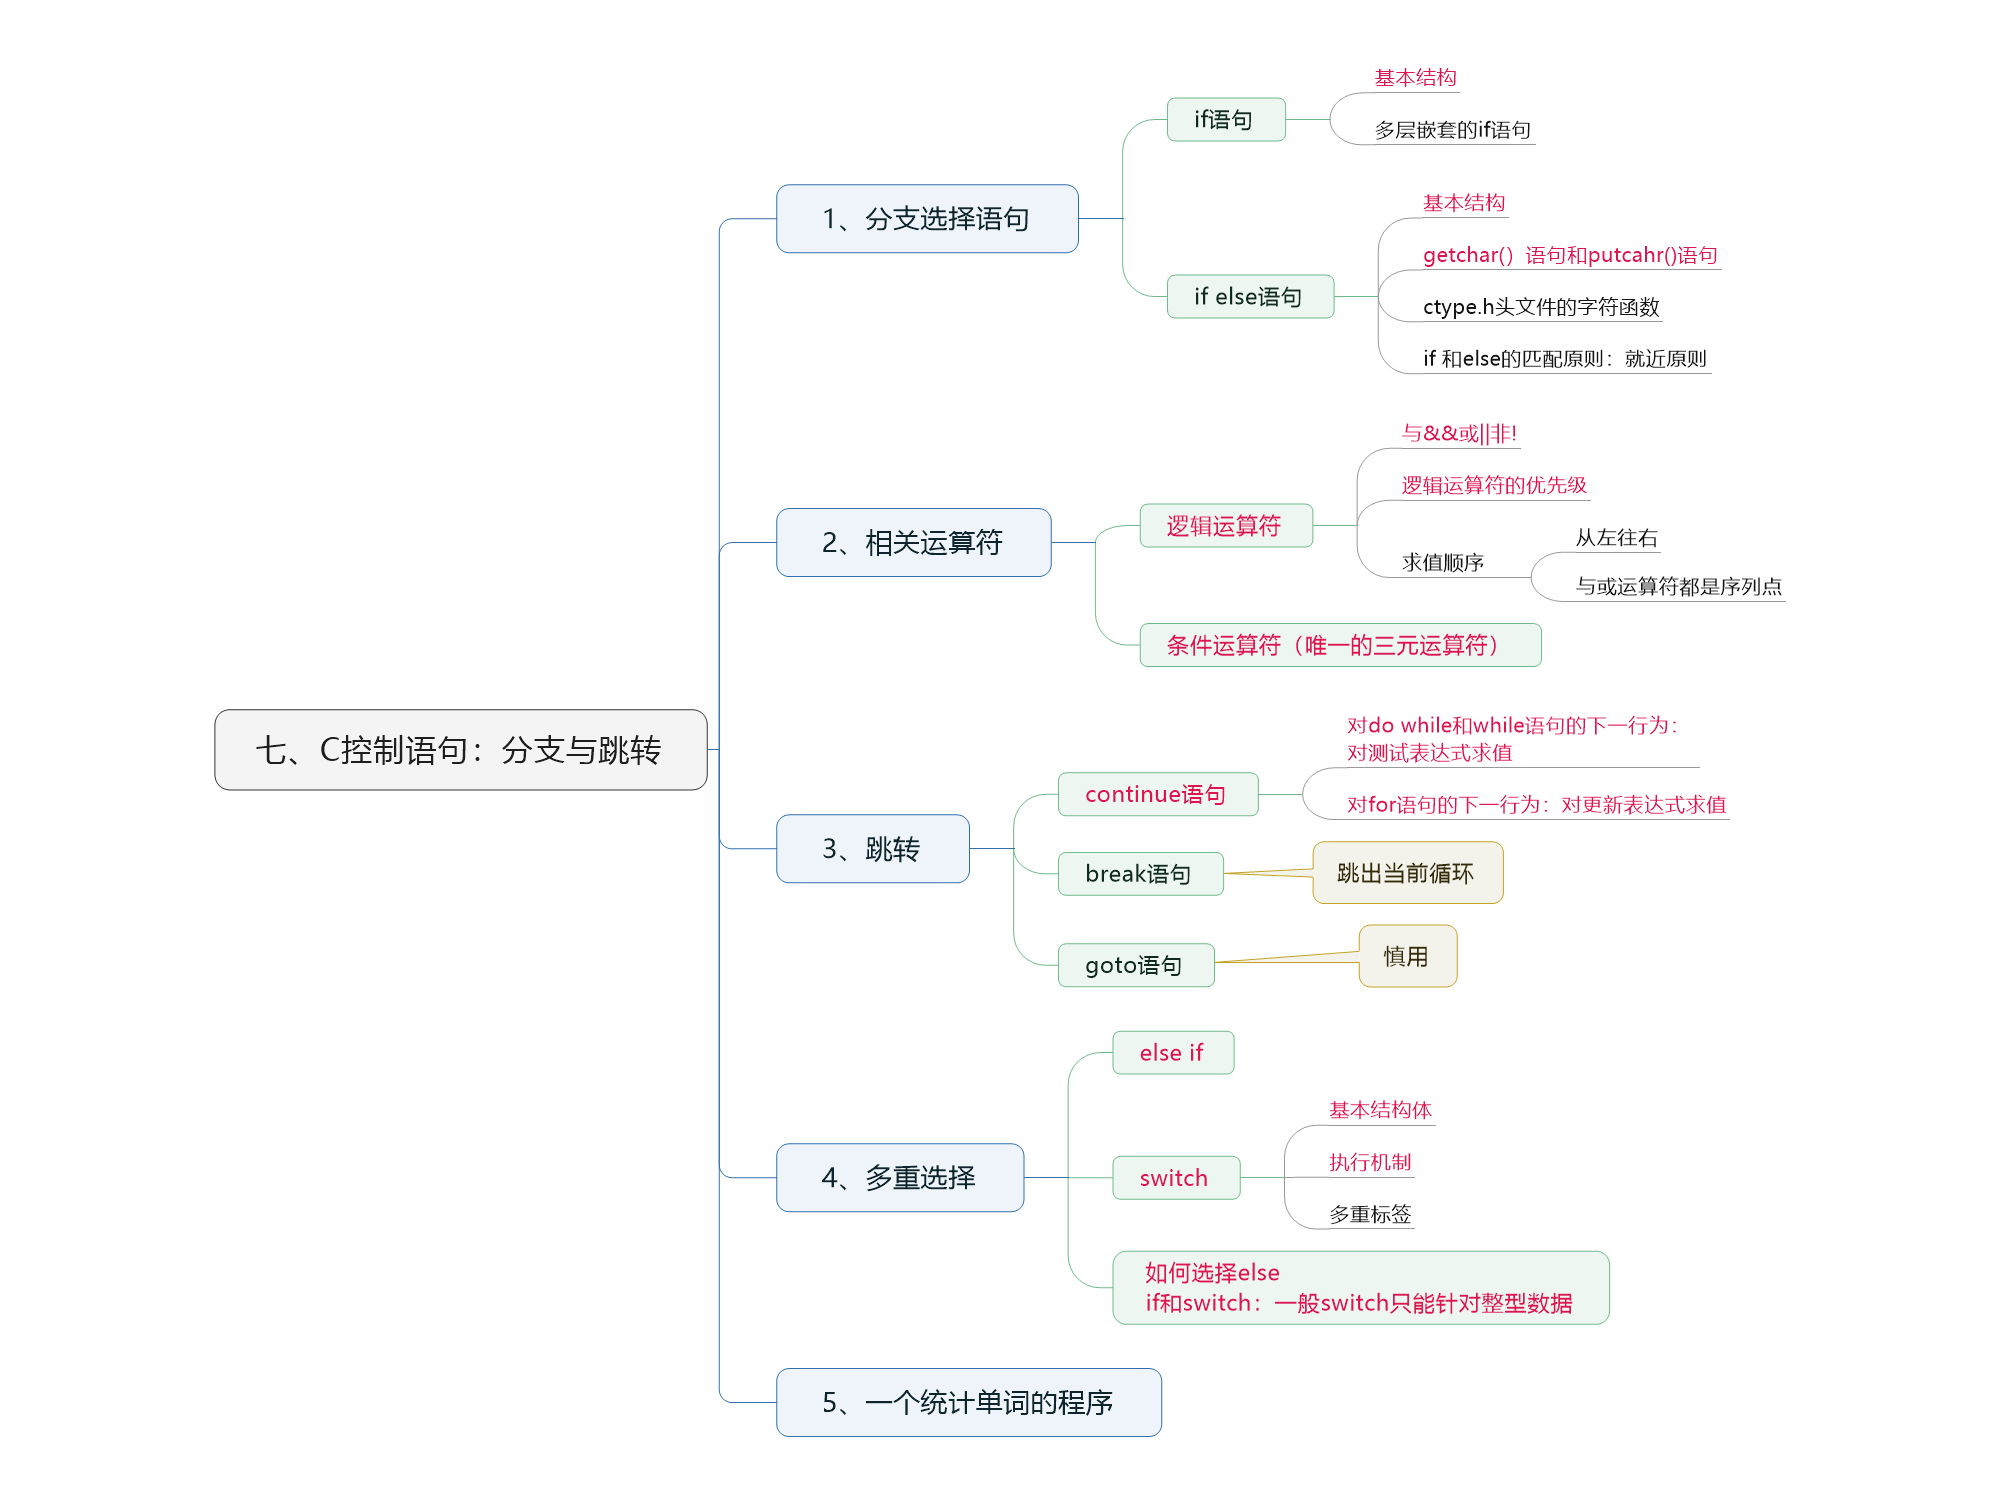 七、C控制语句：分支与跳转
1、分支选择语句
if语句
基本结构
多层嵌套的if语句
if else语句
基本结构
getchar()语句和putcahr()语句
ctype.h头文件的字符函数
if 和else的匹配原则：就近原则
2、相关运算符
逻辑运算符
与&&或||非!
逻辑运算符的优先级
求值顺序
从左往右
与或运算符都是序列点
条件运算符（唯一的三元运算符）
3、跳转
continue语句
对do while和while语句的下一行为：
对测试表达式求值
对for语句的下一行为：对更新表达式求值
break语句
跳出当前循环
goto语句
慎用
4、多重选择
else if
switch
基本结构体
执行机制
多重标签
如何选择else
if和switch：一般switch只能针对整型数据
5、一个统计单词的程序